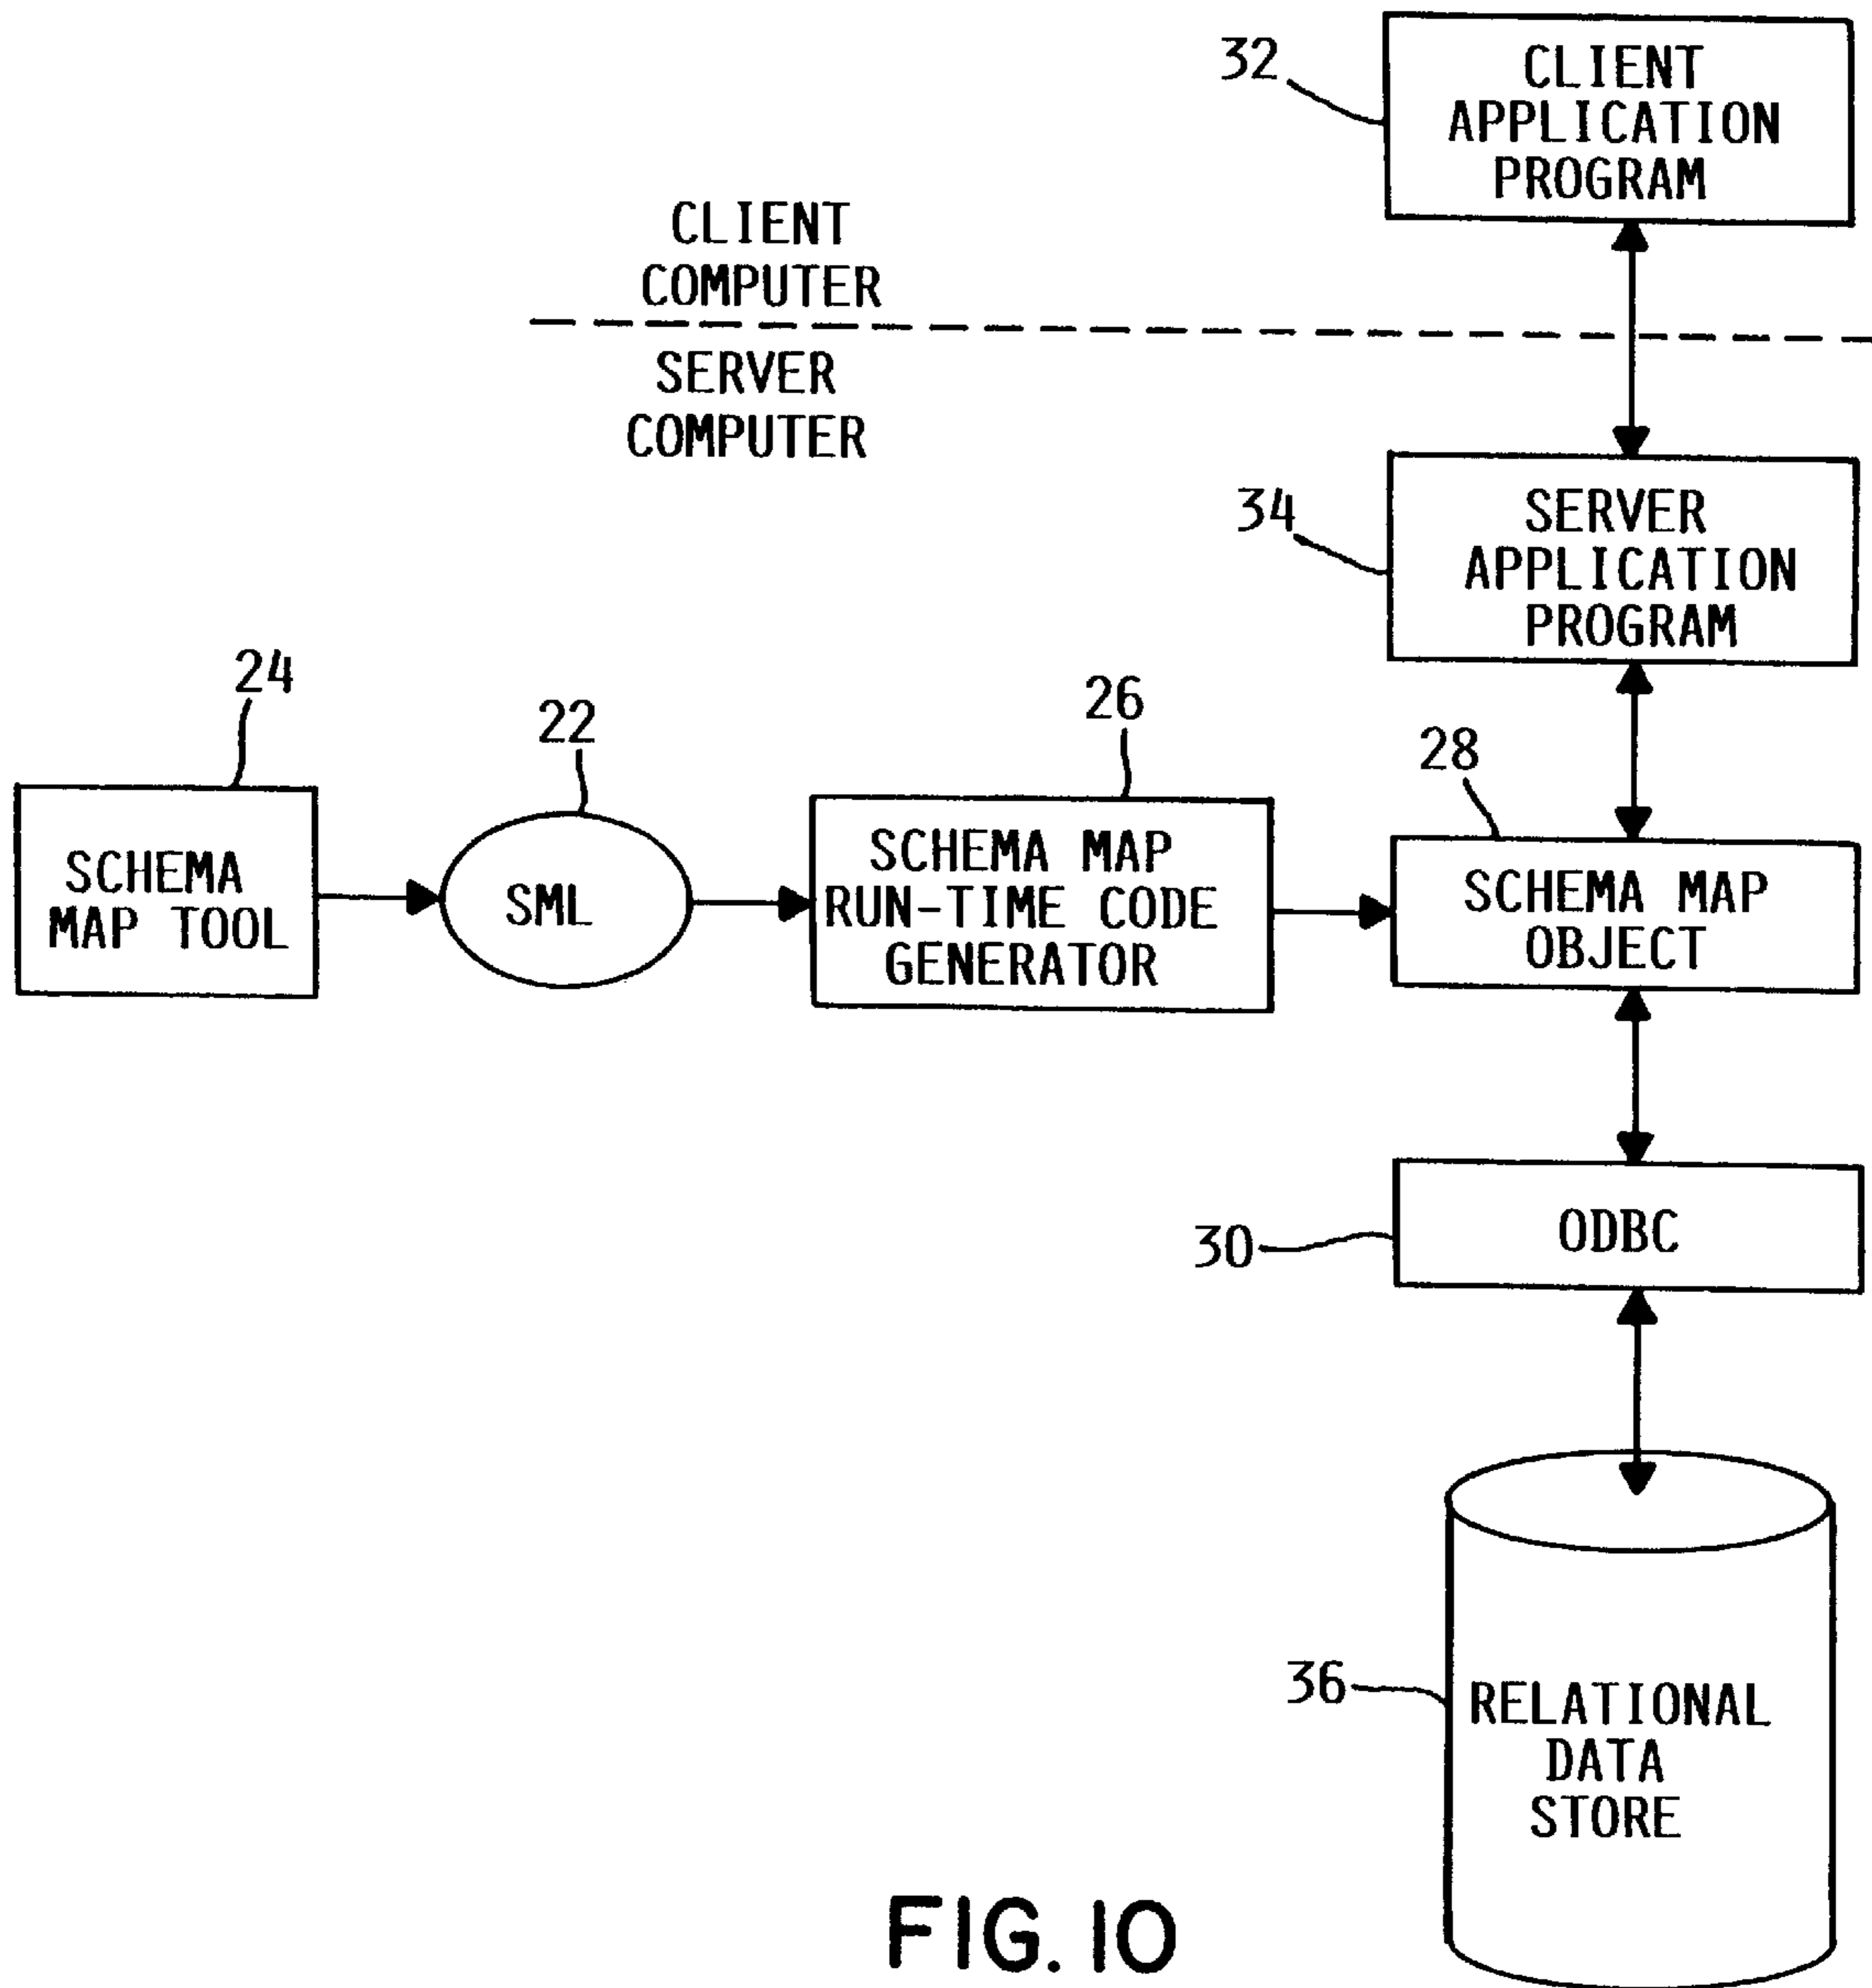 32
CLIENT
APPLICATION
PROGRAM
CLIENT
COMPUTER
SERVER
COMPUTER
34
SERVER
APPLICATION
PROGRAM
24
SCHEMA
MAP TOOL
22
SML
26
SCHEMA MAP
RUN-TIME CODE
GENERATOR
28
SCHEMA MAP
OBJECT
30
ODBC
36
RELATIONAL
DATA
STORE
FIG. 10